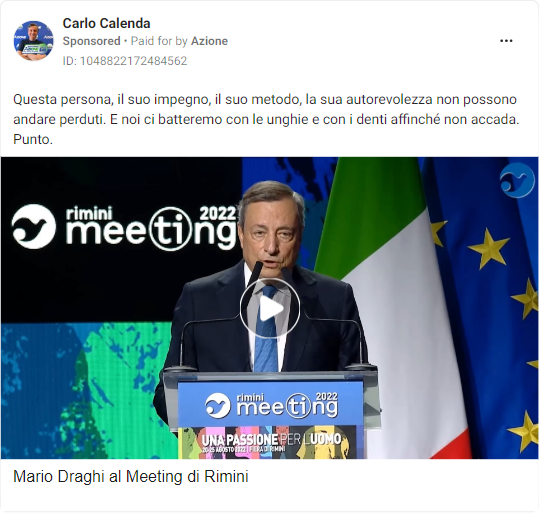 Carlo Calenda
Sponsored • Paid for by Azione
ID: 1048822172484562
Questa persona, il suo impegno, il suo metodo, la sua autorevolezza non possono
andare perduti. E noi ci batteremo con le unghie e con i denti affinché non accada.
Punto.
rimini 2022
meeting
rimini 2022
meeting
UNA PASSIONE PER L'UOMO
20-25 AGOSTO 2022 | FIERA DI RIMINI
Mario Draghi al Meeting di Rimini